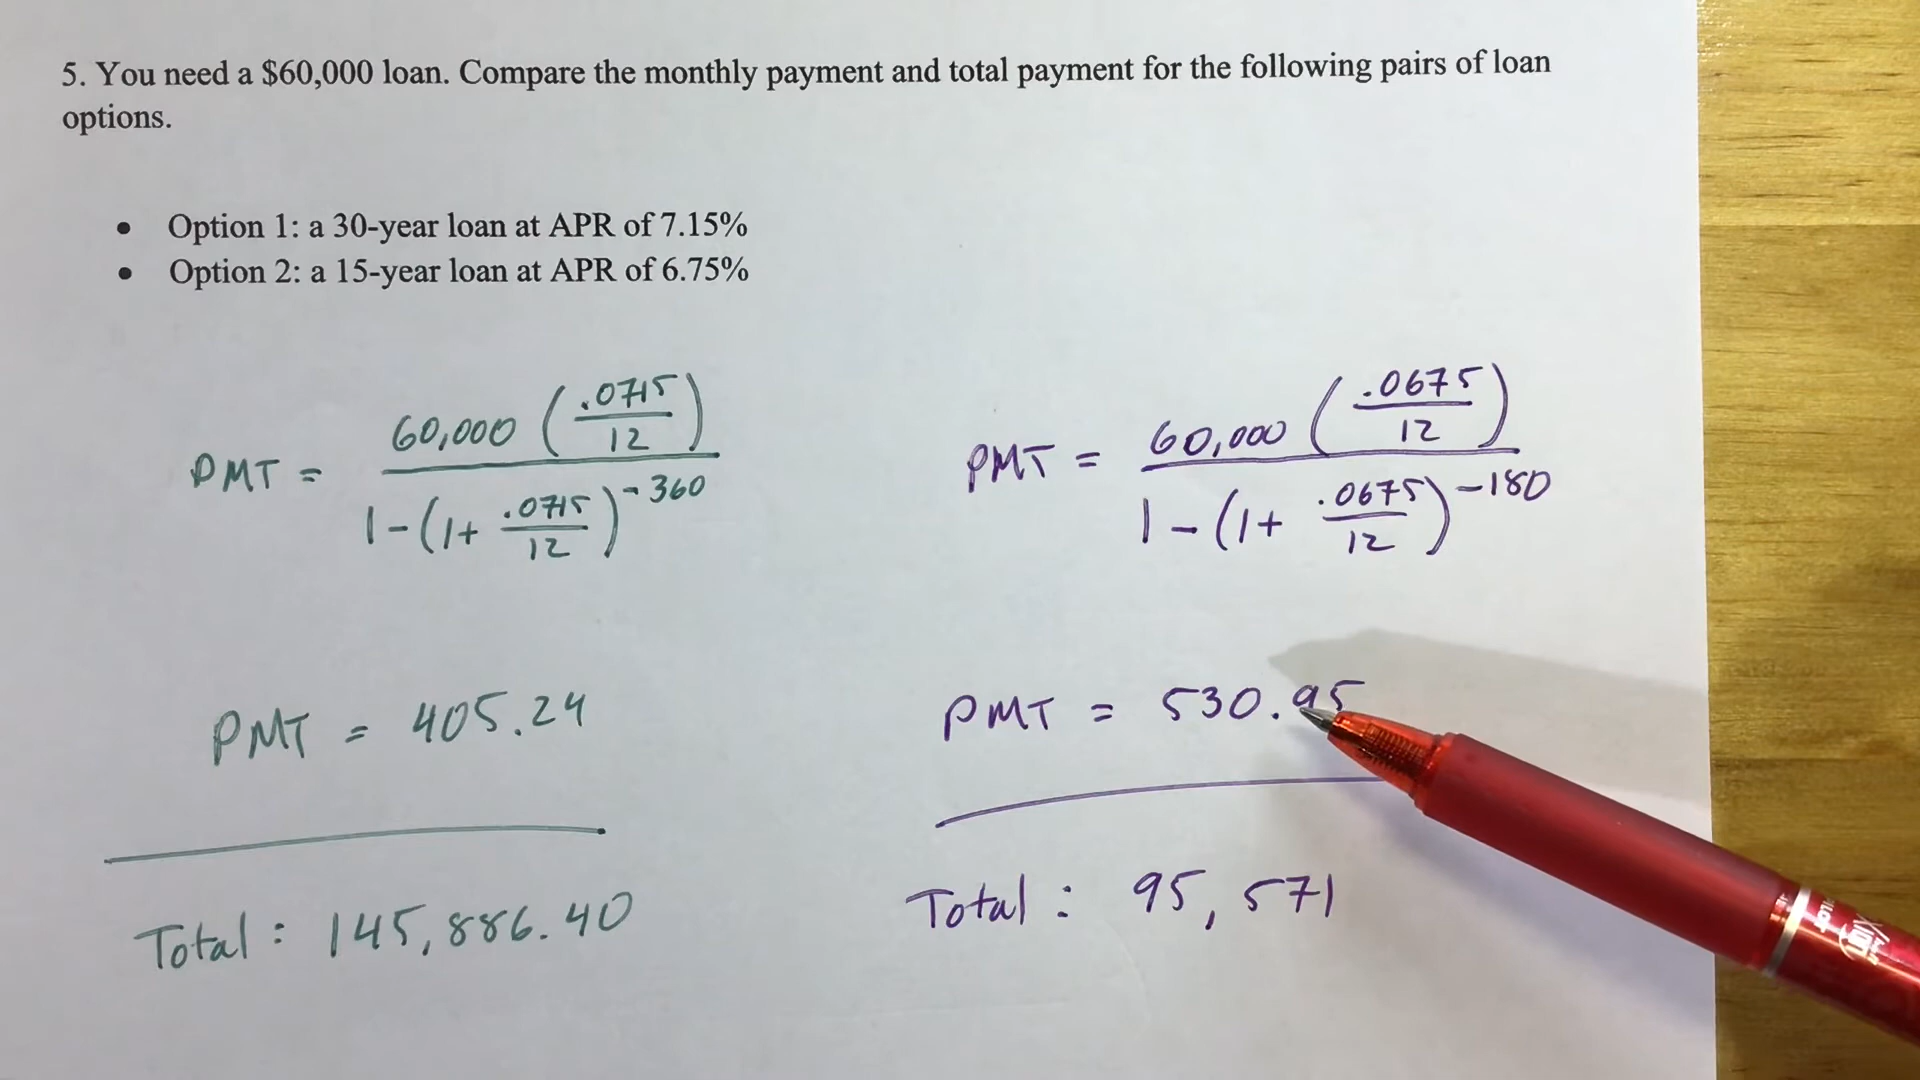 5. You need a $60,000 loan. Compare the monthly payment and total payment for the following pairs of loan
options.
• Option 1: a 30-year loan at APR of 7.15%
• Option 2: a 15-year loan at APR of 6.75%
PMT = 60,000 (.0715/12) / 1-(1+ .0715/12)^-360
PMT = 60,000 (.0675/12) / 1-(1+ .0675/12)^-180
PMT = 405.24
PMT = 530.95
Total: 145,886.40
Total: 95,571